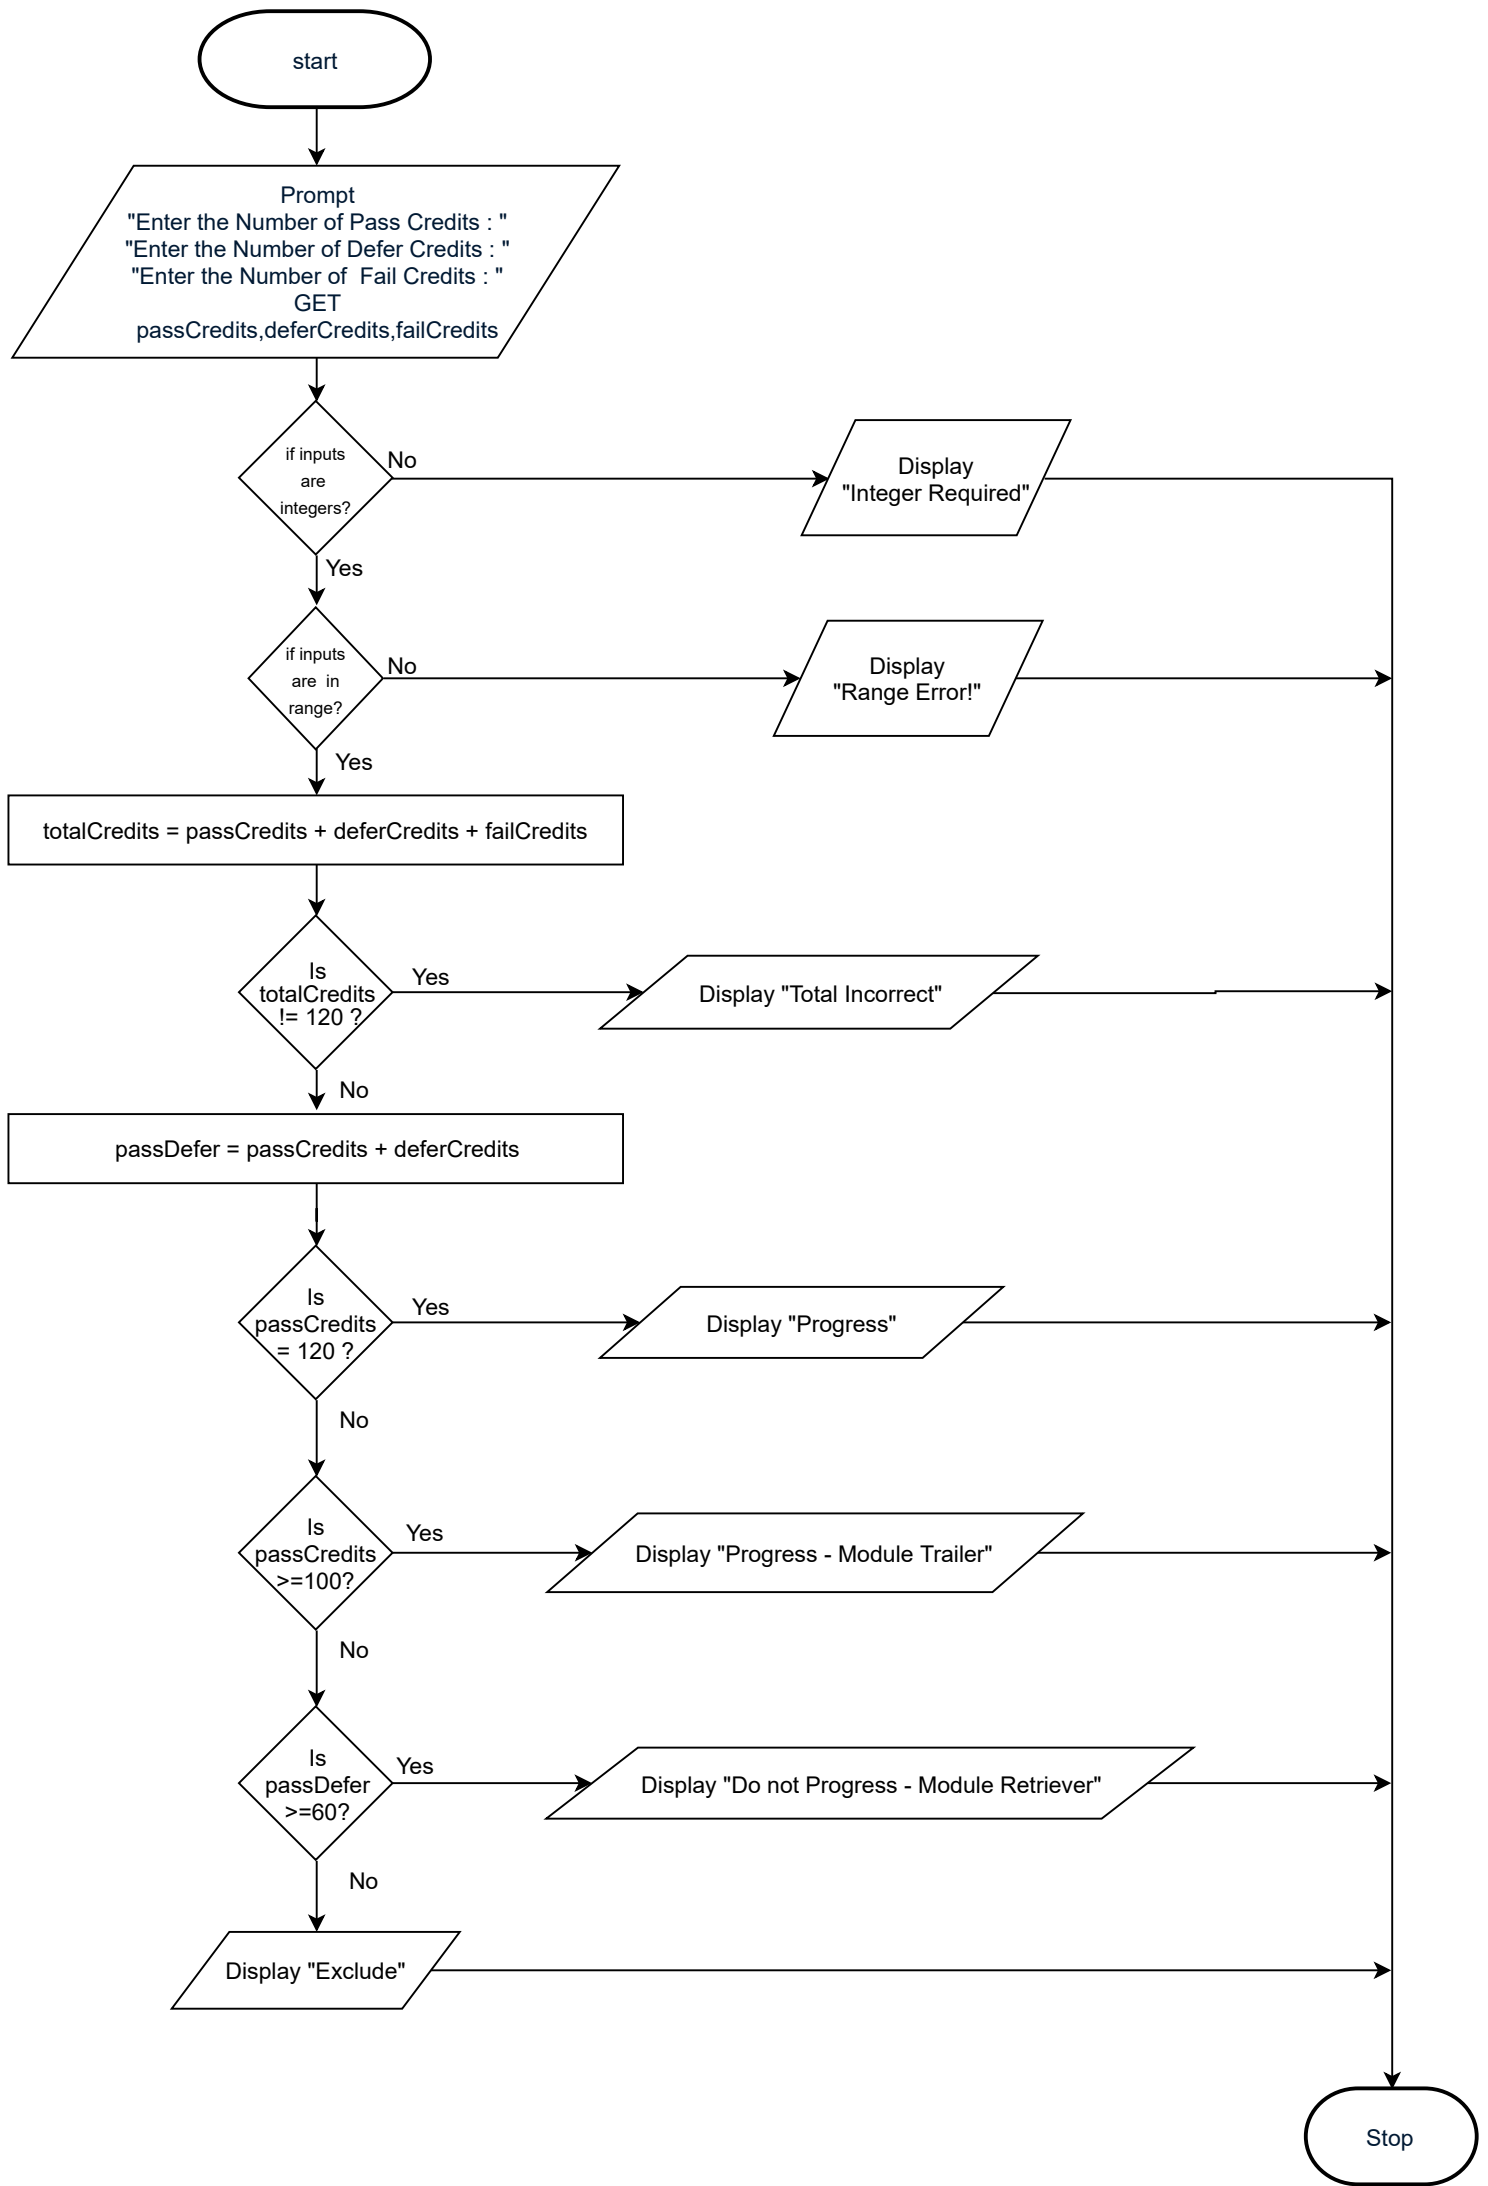 start
Prompt
"Enter the Number of Pass Credits : "
"Enter the Number of Defer Credits : "
"Enter the Number of  Fail Credits : "
GET
passCredits,deferCredits,failCredits
if inputs
are
integers?
No
Display
"Integer Required"
Yes
if inputs
are  in
range?
No
Display
"Range Error!"
Yes
totalCredits = passCredits + deferCredits + failCredits
Is
totalCredits
!= 120 ?
Yes
Display "Total Incorrect"
No
passDefer = passCredits + deferCredits
Is
passCredits
= 120 ?
Yes
Display "Progress"
No
Is
passCredits
>=100?
Yes
Display "Progress - Module Trailer"
No
Is
passDefer
>=60?
Yes
Display "Do not Progress - Module Retriever"
No
Display "Exclude"
Stop